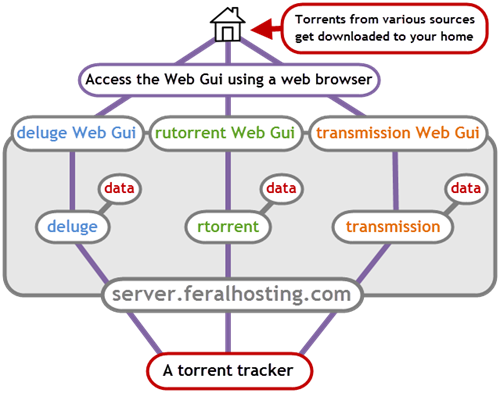 Torrents from various sources
get downloaded to your home
Access the Web Gui using a web browser
deluge Web Gui
rutorrent Web Gui
transmission Web Gui
data
data
data
deluge
rtorrent
transmission
server.feralhosting.com
A torrent tracker